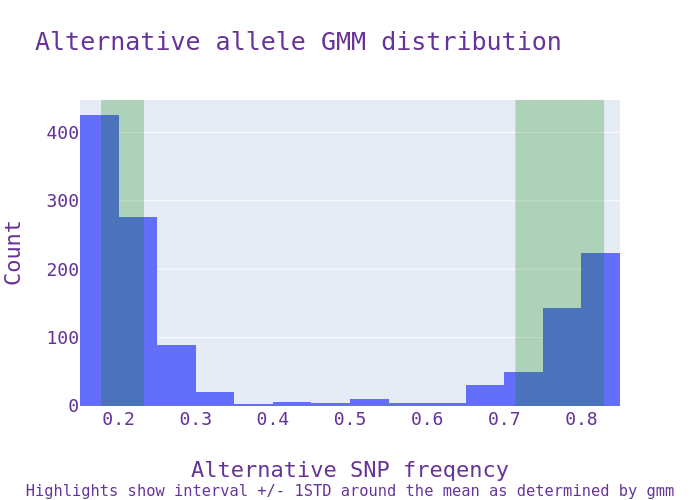 Alternative allele GMM distribution
Count
400
300
200
100
0
0.2 0.3 0.4 0.5 0.6 0.7 0.8
Alternative SNP freqency
Highlights show interval +/- 1STD around the mean as determined by gmm